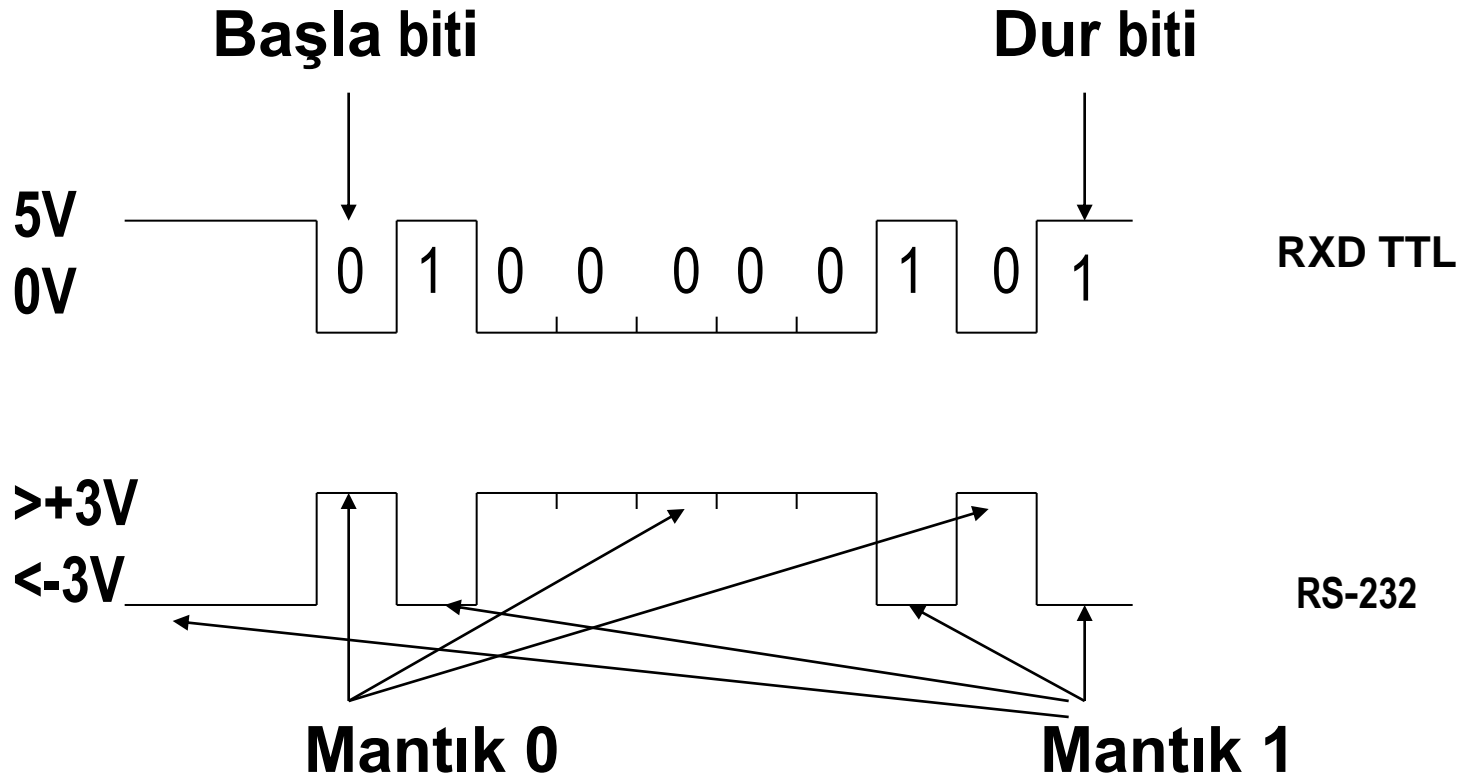 Başla biti Dur biti
5V
0V
0 1 0 0 0 0 0 1 0 1
RXD TTL
>+3V
<-3V
RS-232
Mantık 0 Mantık 1